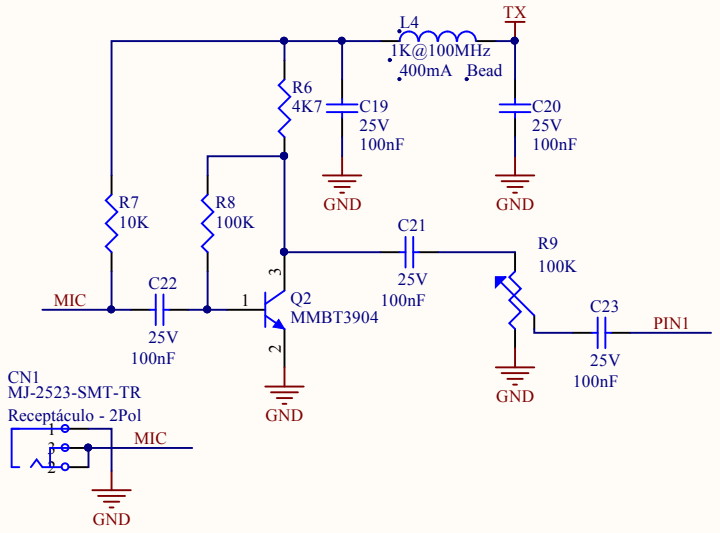 TX
L4
1K@100MHz
400mA Bead
R6
4K7
C19
25V
100nF
C20
25V
100nF
GND
GND
R7
10K
R8
100K
C21
25V
100nF
R9
100K
C22
25V
100nF
MIC
1
3
2
Q2
MMBT3904
GND
C23
25V
100nF
PIN1
GND
CN1
MJ-2523-SMT-TR
Receptáculo - 2Pol
1
3
2
MIC
GND